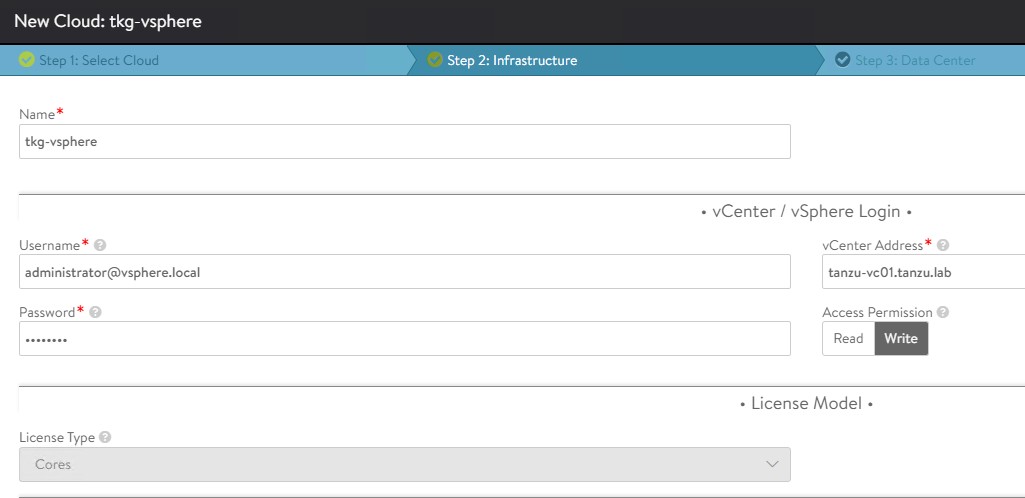 New Cloud: tkg-vsphere
Step 1: Select Cloud
Step 2: Infrastructure
Step 3: Data Center
Name*
tkg-vsphere
• vCenter / vSphere Login •
Username* ?
vCenter Address* ?
administrator@vsphere.local
tanzu-vc01.tanzu.lab
Password* ?
Access Permission ?
••••••••
Read Write
• License Model •
License Type ?
Cores